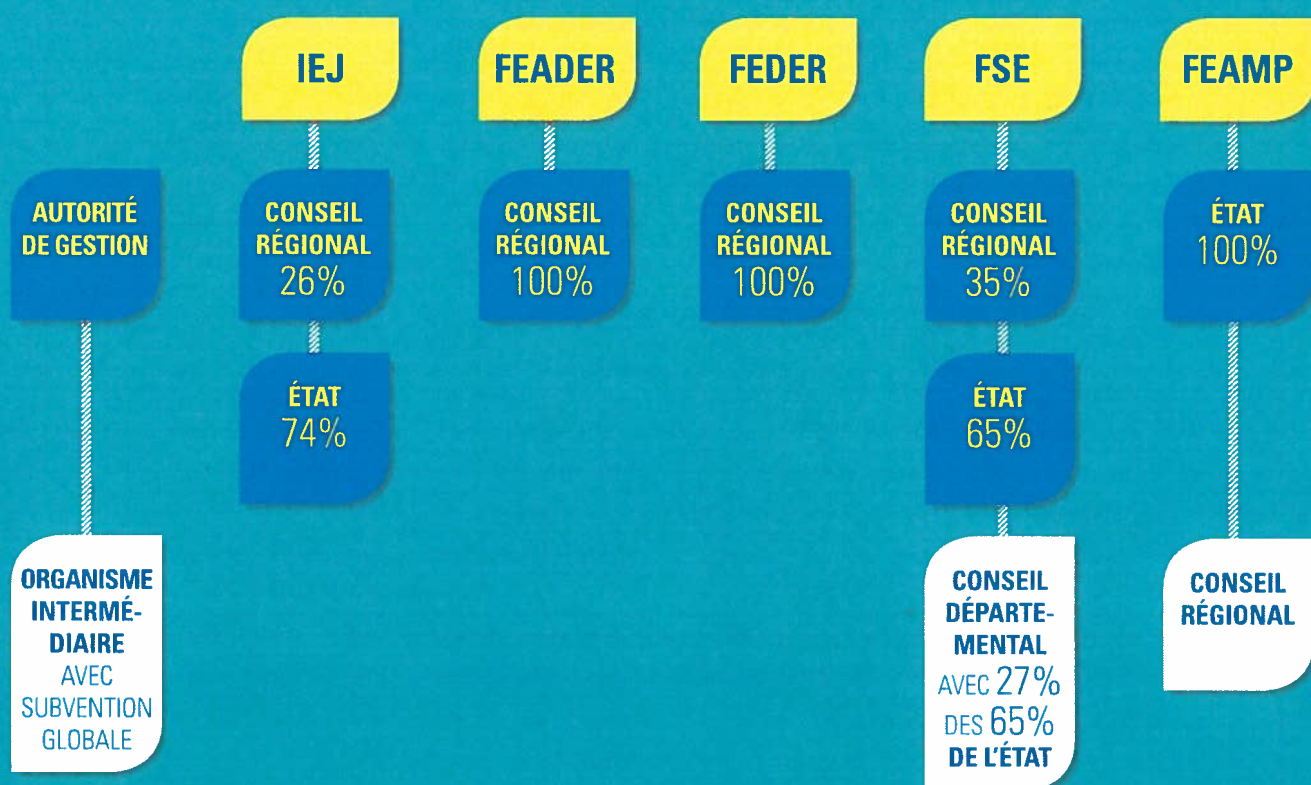 IEJ
FEADER
FEDER
FSE
FEAMP
AUTORITÉ
DE GESTION
CONSEIL
RÉGIONAL
26%
CONSEIL
RÉGIONAL
100%
CONSEIL
RÉGIONAL
100%
CONSEIL
RÉGIONAL
35%
ÉTAT
100%
ÉTAT
74%
ÉTAT
65%
ORGANISME
INTERMÉ-
DIAIRE
AVEC
SUBVENTION
GLOBALE
CONSEIL
DÉPARTE-
MENTAL
AVEC 27%
DES 65%
DE L'ÉTAT
CONSEIL
RÉGIONAL